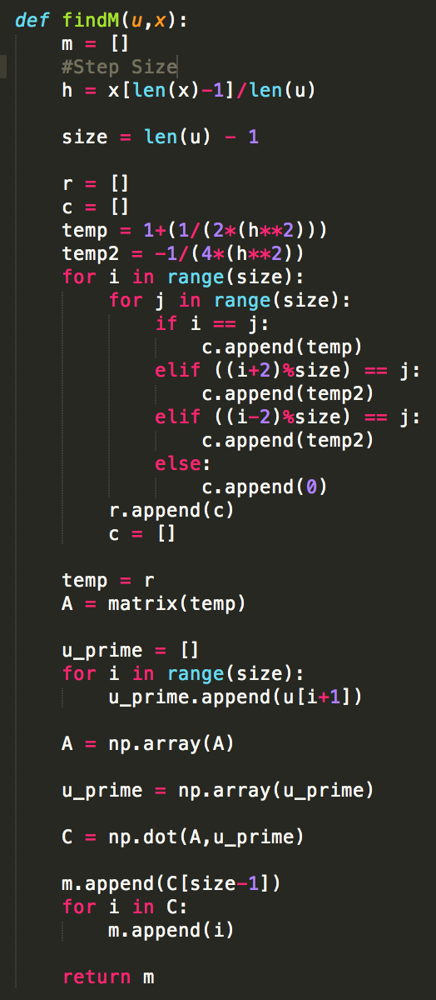 def findM(u,x):
    m = []
    #Step Size
    h = x[len(x)-1]/len(u)

    size = len(u) - 1

    r = []
    c = []
    temp = 1+(1/(2*(h**2)))
    temp2 = -1/(4*(h**2))
    for i in range(size):
        for j in range(size):
            if i == j:
                c.append(temp)
            elif ((i+2)%size) == j:
                c.append(temp2)
            elif ((i-2)%size) == j:
                c.append(temp2)
            else:
                c.append(0)
        r.append(c)
        c = []

    temp = r
    A = matrix(temp)

    u_prime = []
    for i in range(size):
        u_prime.append(u[i+1])

    A = np.array(A)

    u_prime = np.array(u_prime)

    C = np.dot(A,u_prime)

    m.append(C[size-1])
    for i in C:
        m.append(i)

    return m